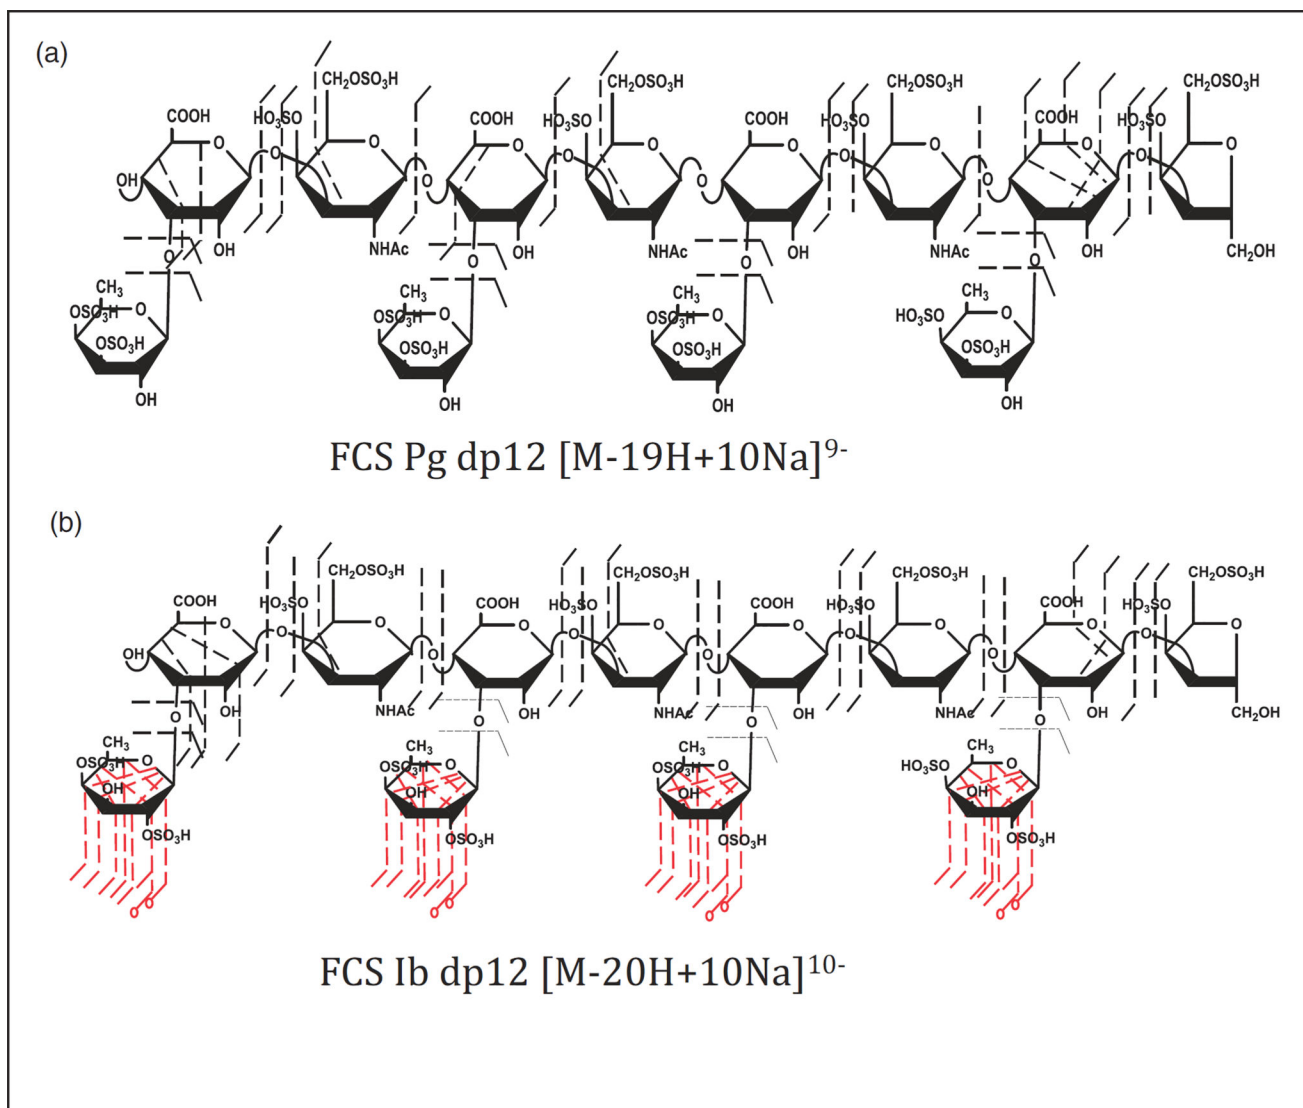 (a)
CH₂OSO₃H CH₂OSO₃H CH₂OSO₃H CH₂OSO₃H
COOH HO₃SO COOH HO₃SO COOH HO₃SO COOH HO₃SO
O O O O O O O O
OH O O O O O O O
OH NHAc OH NHAc OH NHAc OH CH₂OH
O O O O
CH₃ CH₃ CH₃ CH₃
OSO₃H O OSO₃H O OSO₃H O HO₃SO O
OSO₃H OSO₃H OSO₃H OSO₃H
OH OH OH OH
FCS Pg dp12 [M-19H+10Na]⁹⁻
(b)
CH₂OSO₃H CH₂OSO₃H CH₂OSO₃H CH₂OSO₃H
COOH HO₃SO COOH HO₃SO COOH HO₃SO COOH HO₃SO
O O O O O O O O
OH O O O O O O O
OH NHAc OH NHAc OH NHAc OH CH₂OH
O O O O
CH₃ CH₃ CH₃ CH₃
OSO₃H O OSO₃H O OSO₃H O HO₃SO O
OH OH OH OH
OSO₃H OSO₃H OSO₃H OSO₃H
FCS Ib dp12 [M-20H+10Na]¹⁰⁻